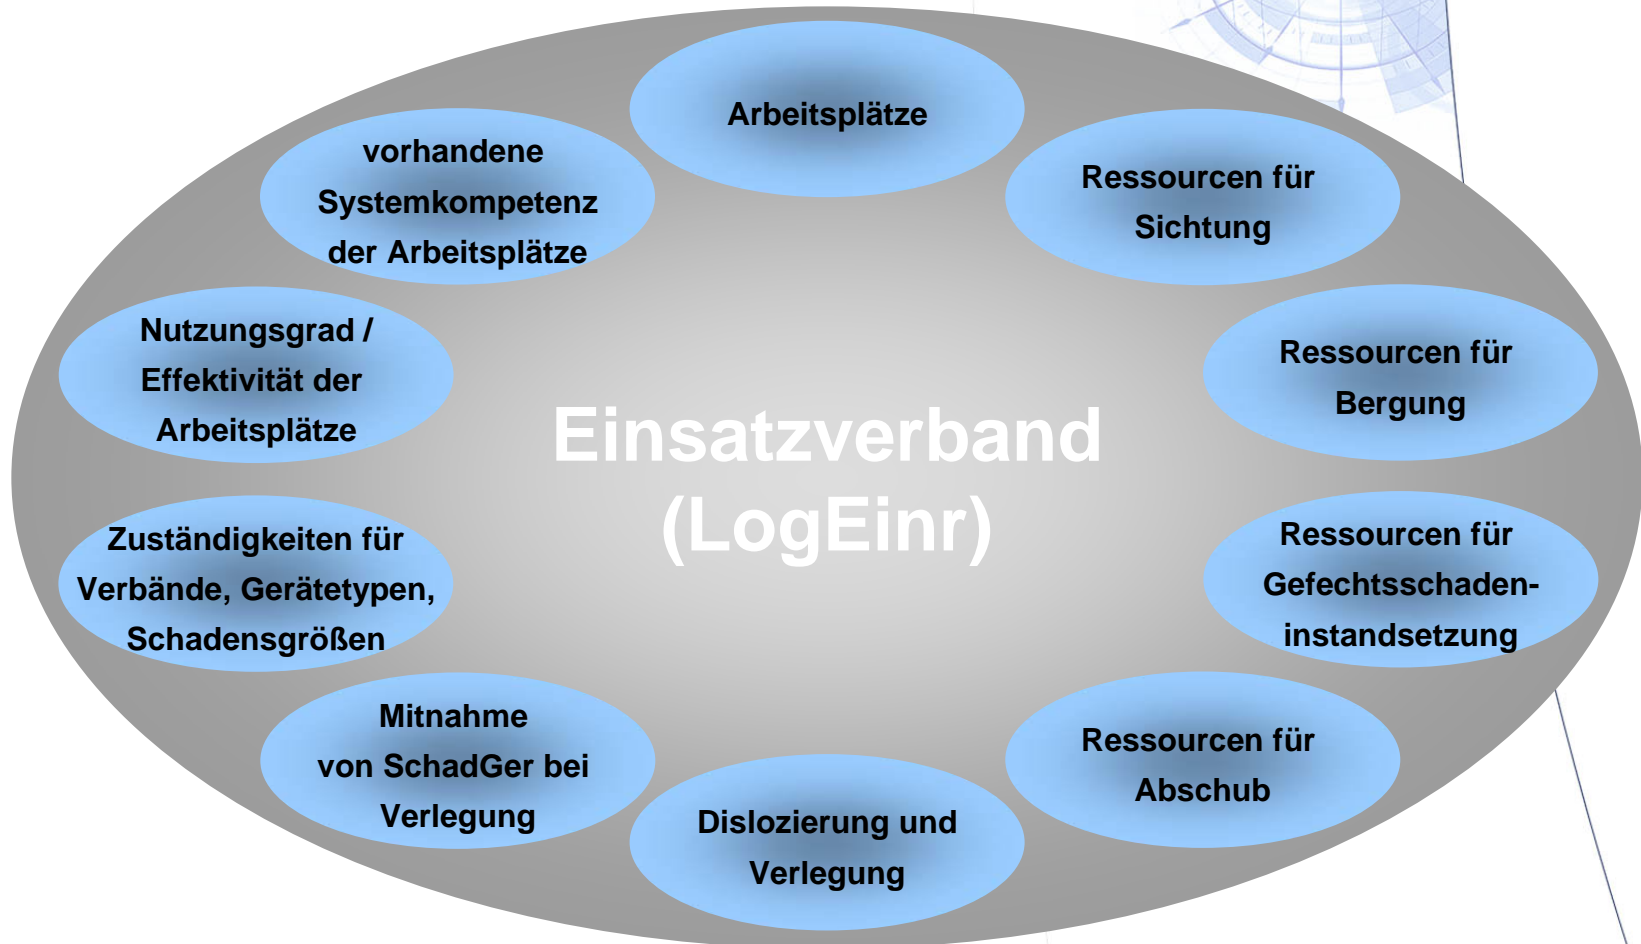 Arbeitsplätze
vorhandene
Systemkompetenz
der Arbeitsplätze
Ressourcen für
Sichtung
Nutzungsgrad /
Effektivität der
Arbeitsplätze
Ressourcen für
Bergung
Einsatzverband
(LogEinr)
Zuständigkeiten für
Verbände, Gerätetypen,
Schadensgrößen
Ressourcen für
Gefechtsschaden-
instandsetzung
Mitnahme
von SchadGer bei
Verlegung
Ressourcen für
Abschub
Dislozierung und
Verlegung